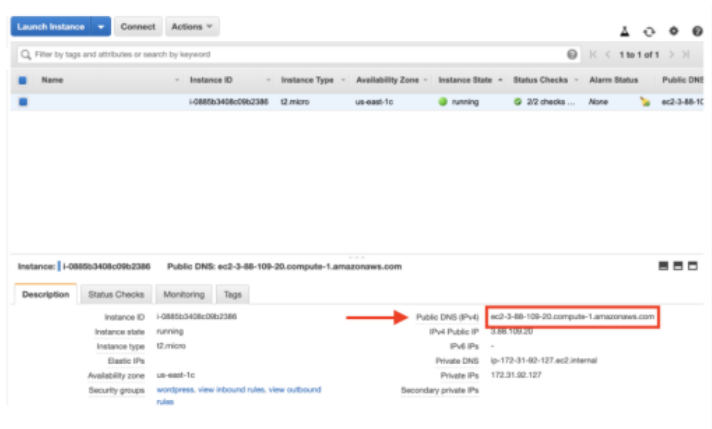 Launch Instance Connect Actions
Filter by tags and attributes or search by keyword 1 to 1 of 1
Name Instance ID Instance Type Availability Zone Instance State Status Checks Alarm Status Public DNS
i-0885b3408c09b2386 t2.micro us-east-1c running 2/2 checks ... None ec2-3-88-10
Instance: i-0885b3408c09b2386 Public DNS: ec2-3-88-109-20.compute-1.amazonaws.com
Description Status Checks Monitoring Tags
Instance ID i-0885b3408c09b2386 Public DNS (IPv4) ec2-3-88-109-20.compute-1.amazonaws.com
Instance state running IPv4 Public IP 3.88.109.20
Instance type t2.micro IPv6 IPs -
Elastic IPs Private DNS ip-172-31-92-127.ec2.internal
Availability zone us-east-1c Private IPs 172.31.92.127
Security groups wordpress. view inbound rules. view outbound Secondary private IPs
rules